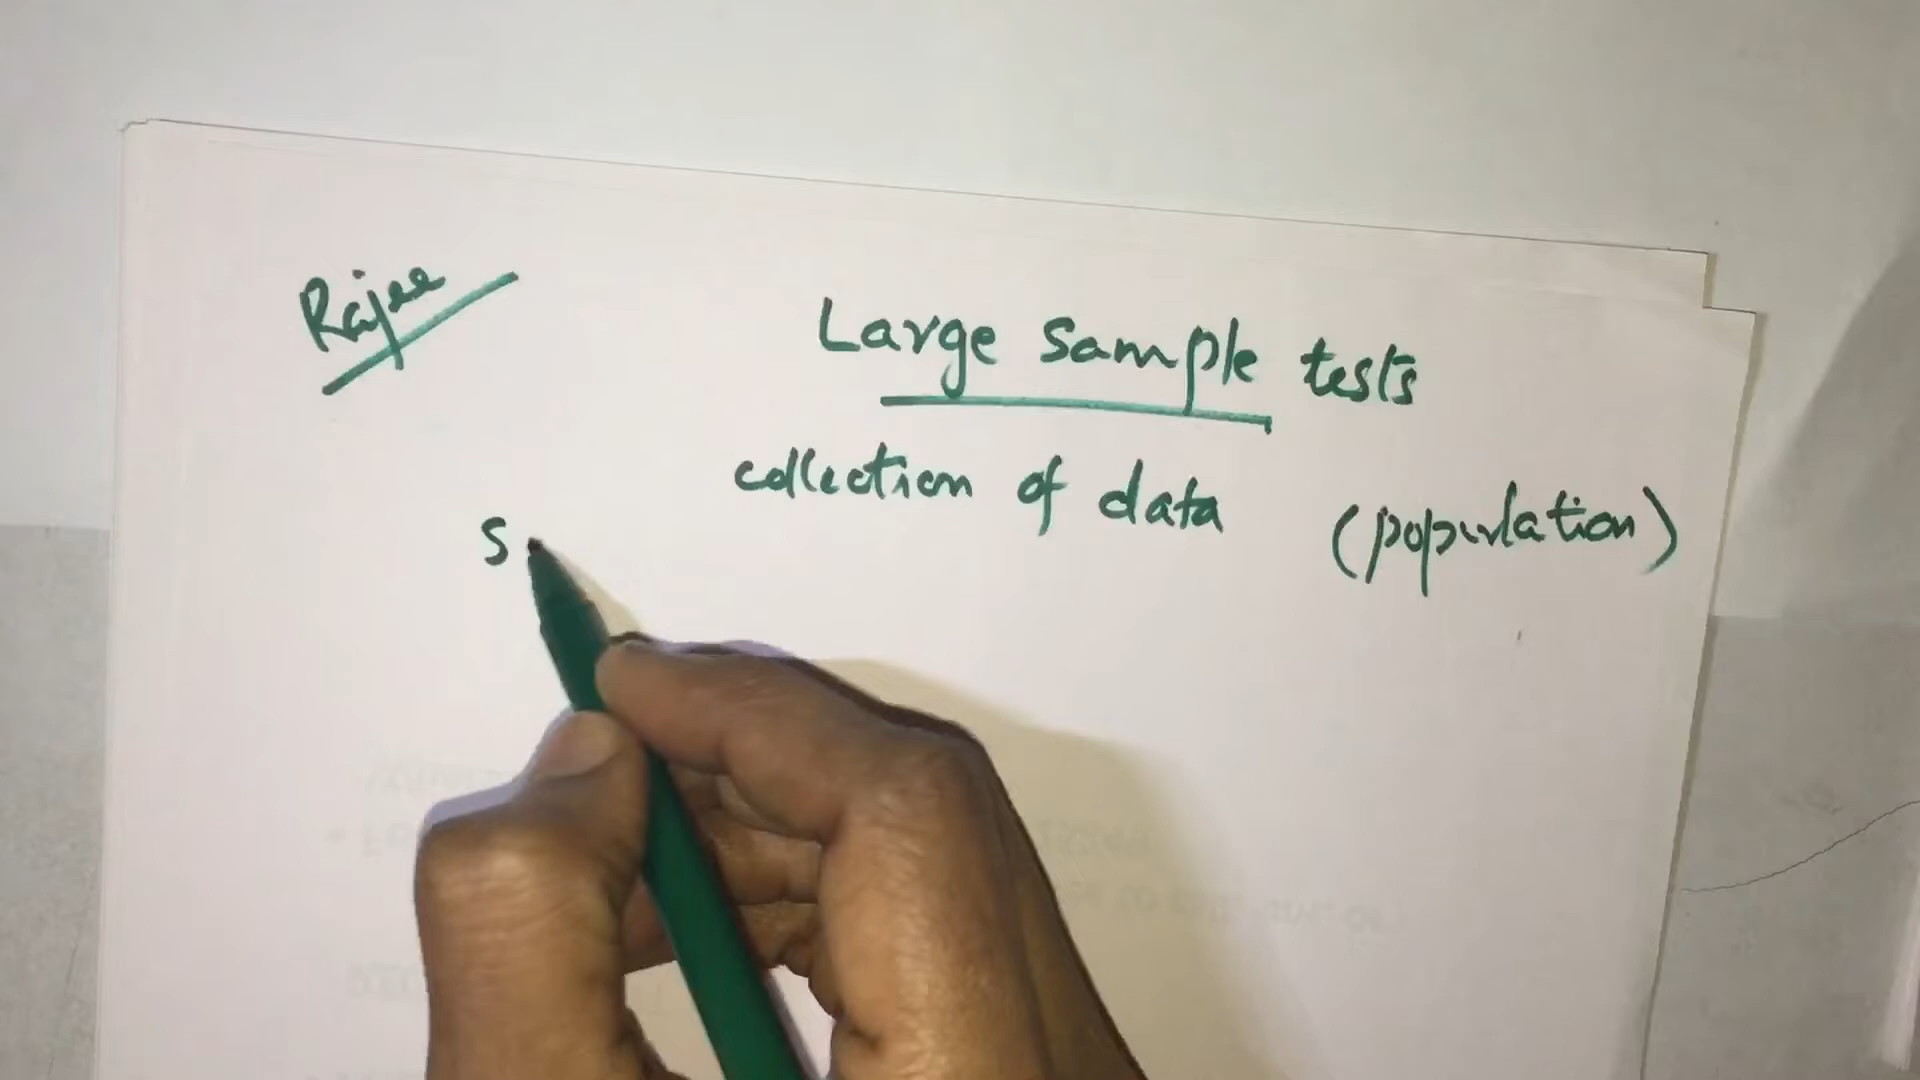 Rajee
Large Sample tests
collection of data (population)
S